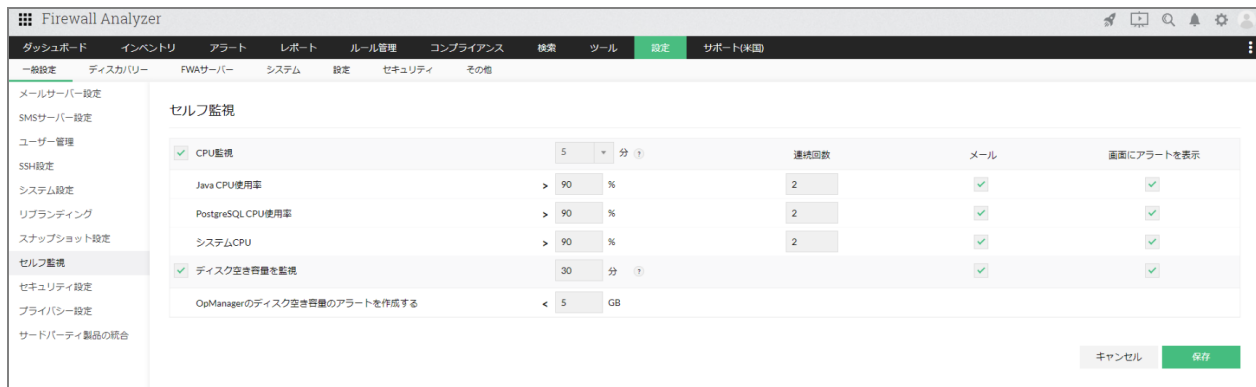 Firewall Analyzer
ダッシュボード インベントリ アラート レポート ルール管理 コンプライアンス 検索 ツール 設定 サポート(米国)
一般設定 ディスカバリー FWAサーバー システム 設定 セキュリティ その他
メールサーバー設定
SMSサーバー設定
ユーザー管理
SSH設定
システム設定
リブランディング
スナップショット設定
セルフ監視
セキュリティ設定
プライバシー設定
サードパーティ製品の統合
セルフ監視
CPU監視 5 分 ? 連続回数 メール 画面にアラートを表示
Java CPU使用率 > 90 % 2
PostgreSQL CPU使用率 > 90 % 2
システムCPU > 90 % 2
ディスク空き容量を監視 30 分 ?
OpManagerのディスク空き容量のアラートを作成する < 5 GB
キャンセル 保存